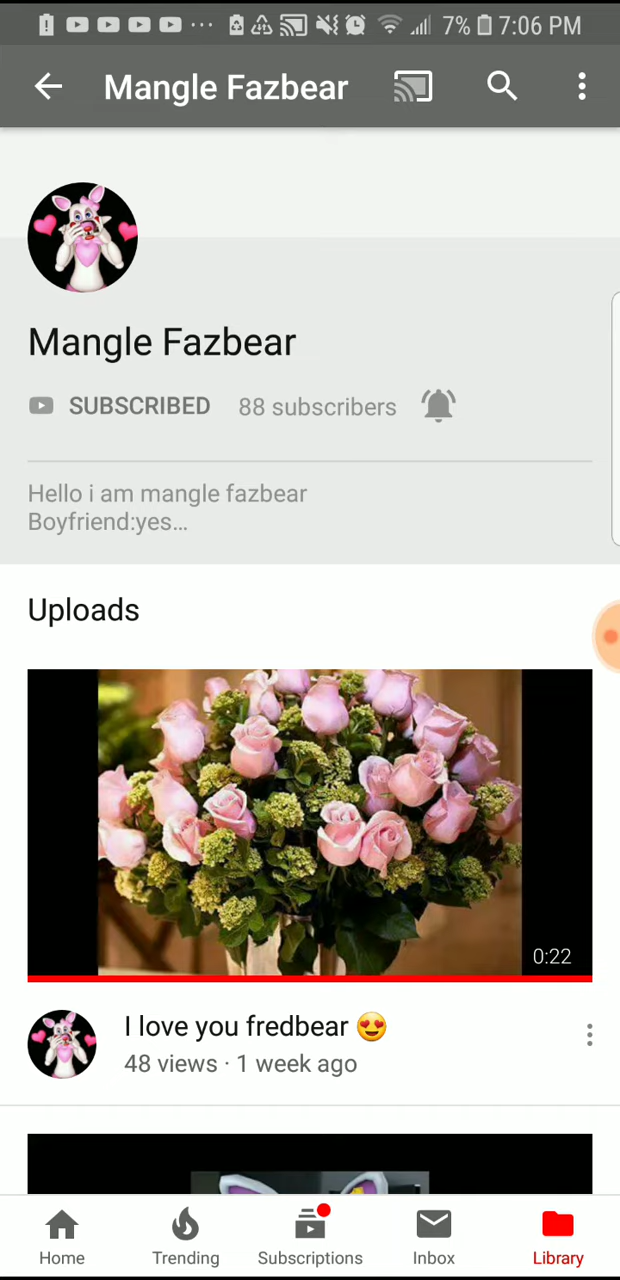 7% 7:06 PM
Mangle Fazbear
Mangle Fazbear
SUBSCRIBED 88 subscribers
Hello i am mangle fazbear
Boyfriend:yes...
Uploads
0:22
I love you fredbear 😍
48 views · 1 week ago
Home Trending Subscriptions Inbox Library